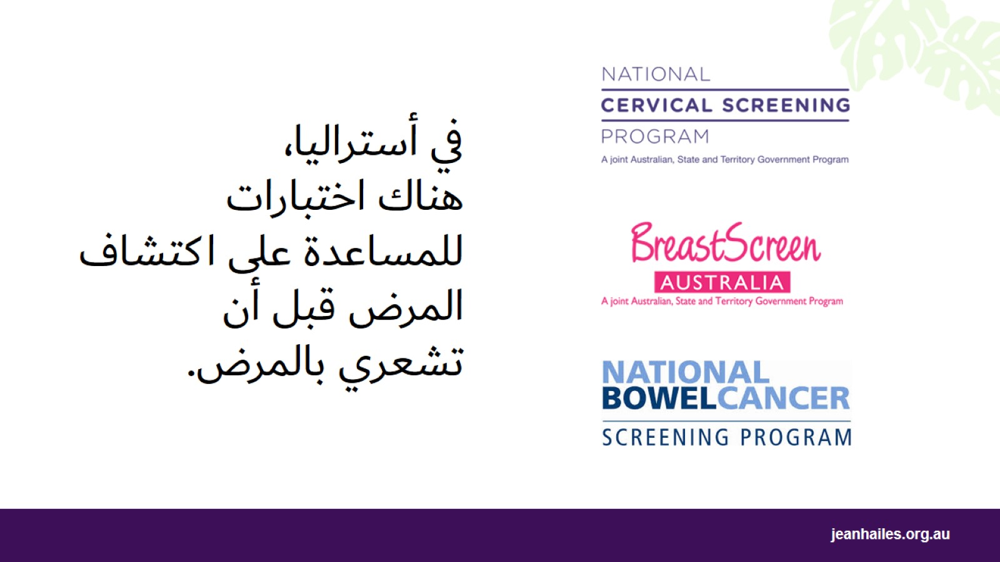 في أستراليا،
هناك اختبارات
للمساعدة على اكتشاف
المرض قبل أن
تشعري بالمرض.
NATIONAL
CERVICAL SCREENING
PROGRAM
A joint Australian, State and Territory Government Program
BreastScreen
AUSTRALIA
A joint Australian, State and Territory Government Program
NATIONAL
BOWELCANCER
SCREENING PROGRAM
jeanhailes.org.au